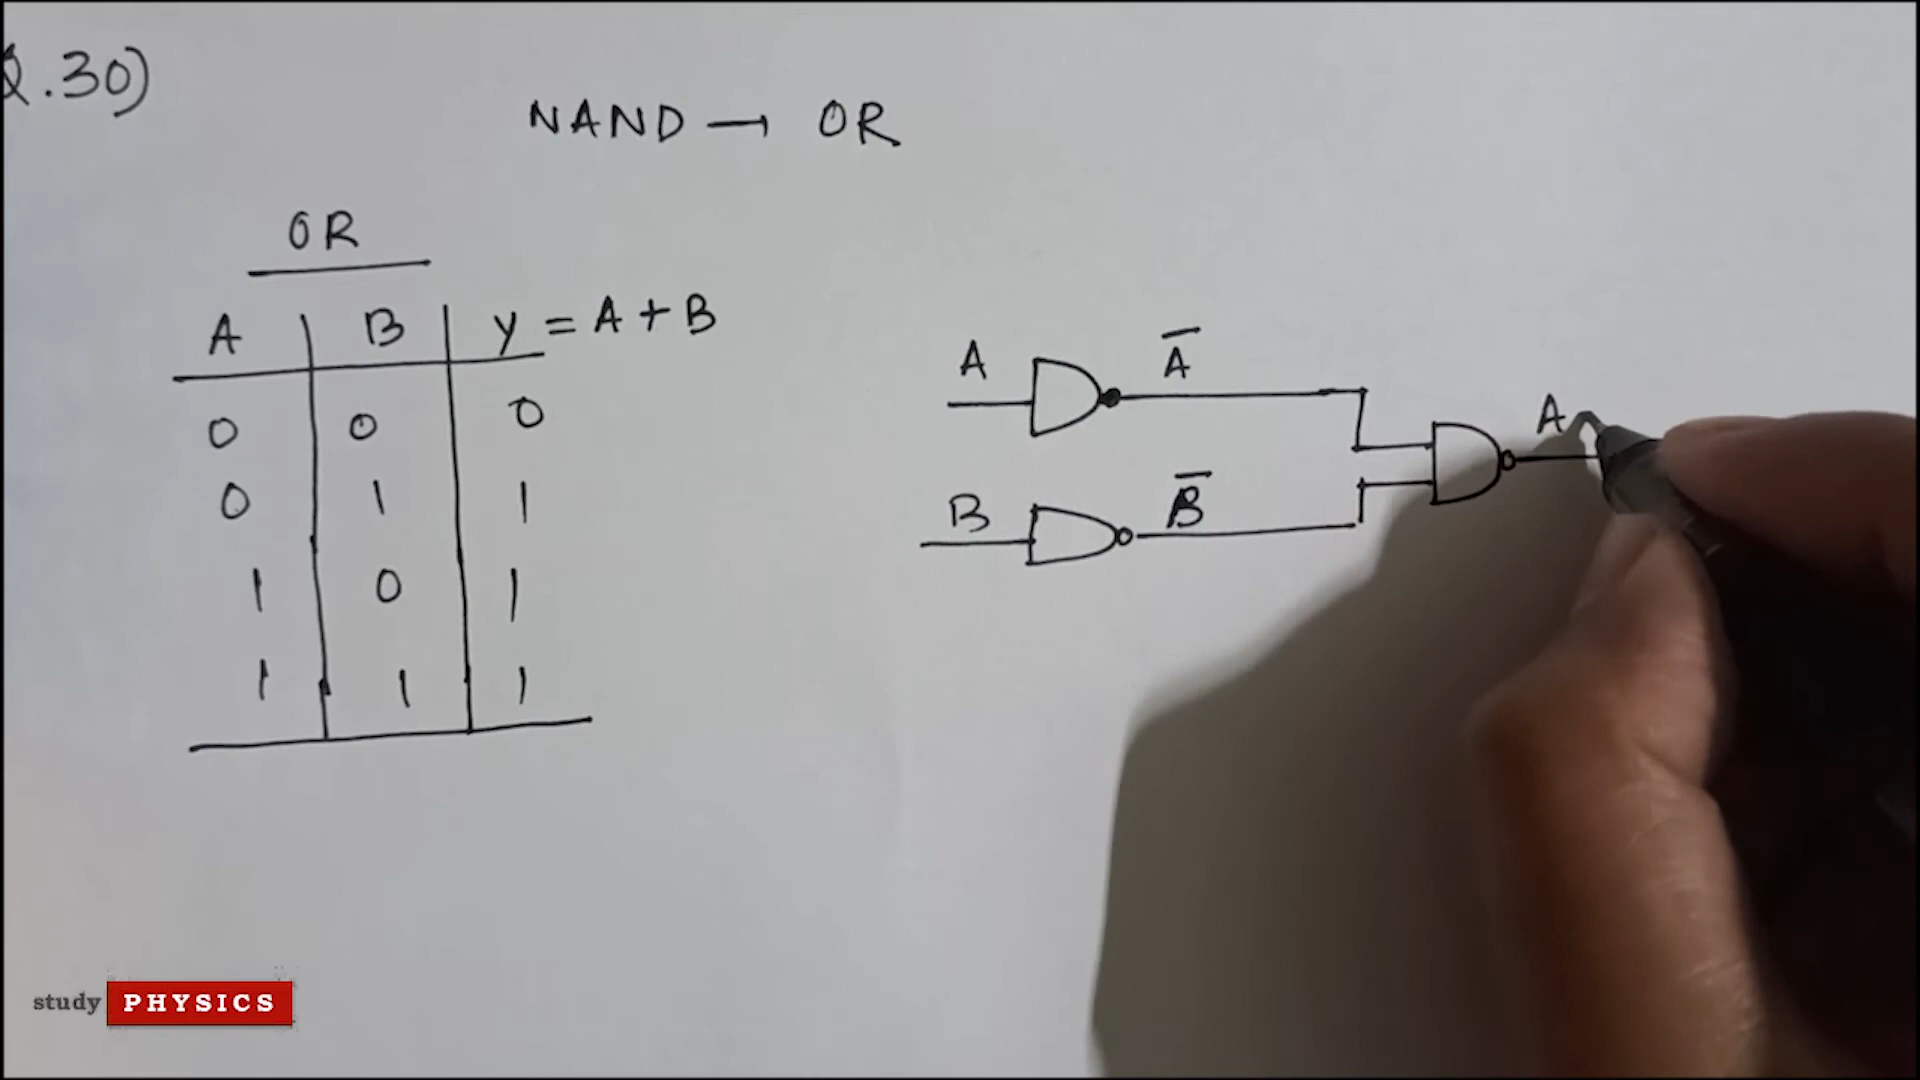 Q.30)
NAND → OR
OR
A B Y = A + B
0 0 0
0 1 1
1 0 1
1 1 1
A A̅
B B̅
A
study PHYSICS